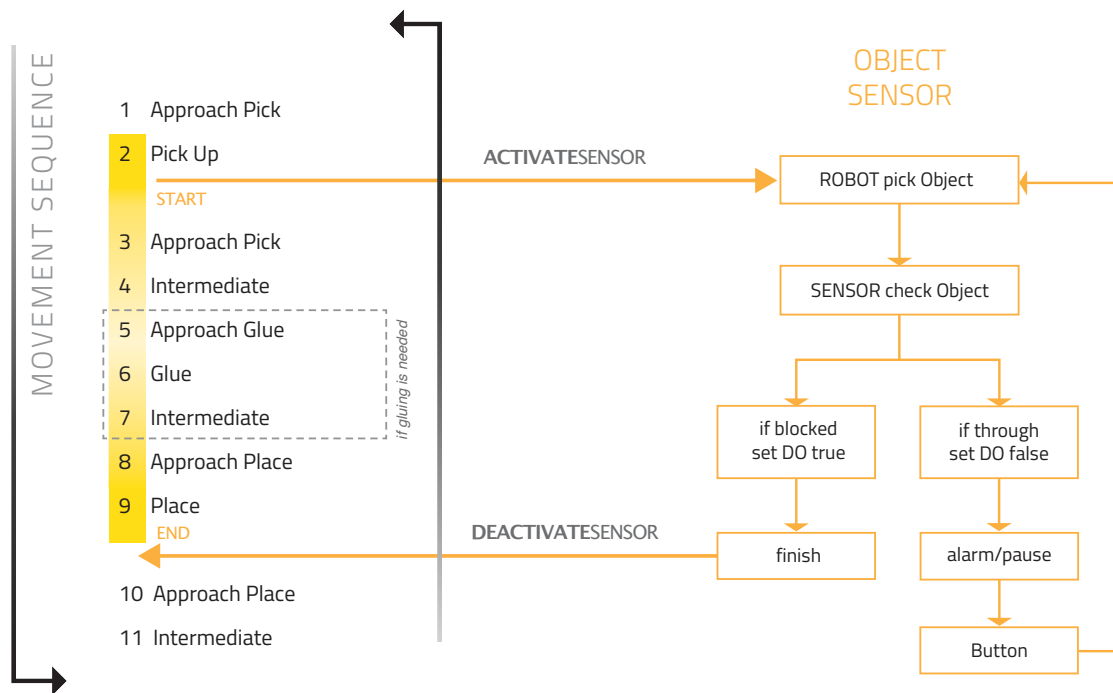 MOVEMENT SEQUENCE
1 Approach Pick
2 Pick Up
START
3 Approach Pick
4 Intermediate
5 Approach Glue
6 Glue
7 Intermediate
if gluing is needed
8 Approach Place
9 Place
END
10 Approach Place
11 Intermediate
ACTIVATESENSOR
DEACTIVATESENSOR
OBJECT
SENSOR
ROBOT pick Object
SENSOR check Object
if blocked
set DO true
finish
if through
set DO false
alarm/pause
Button